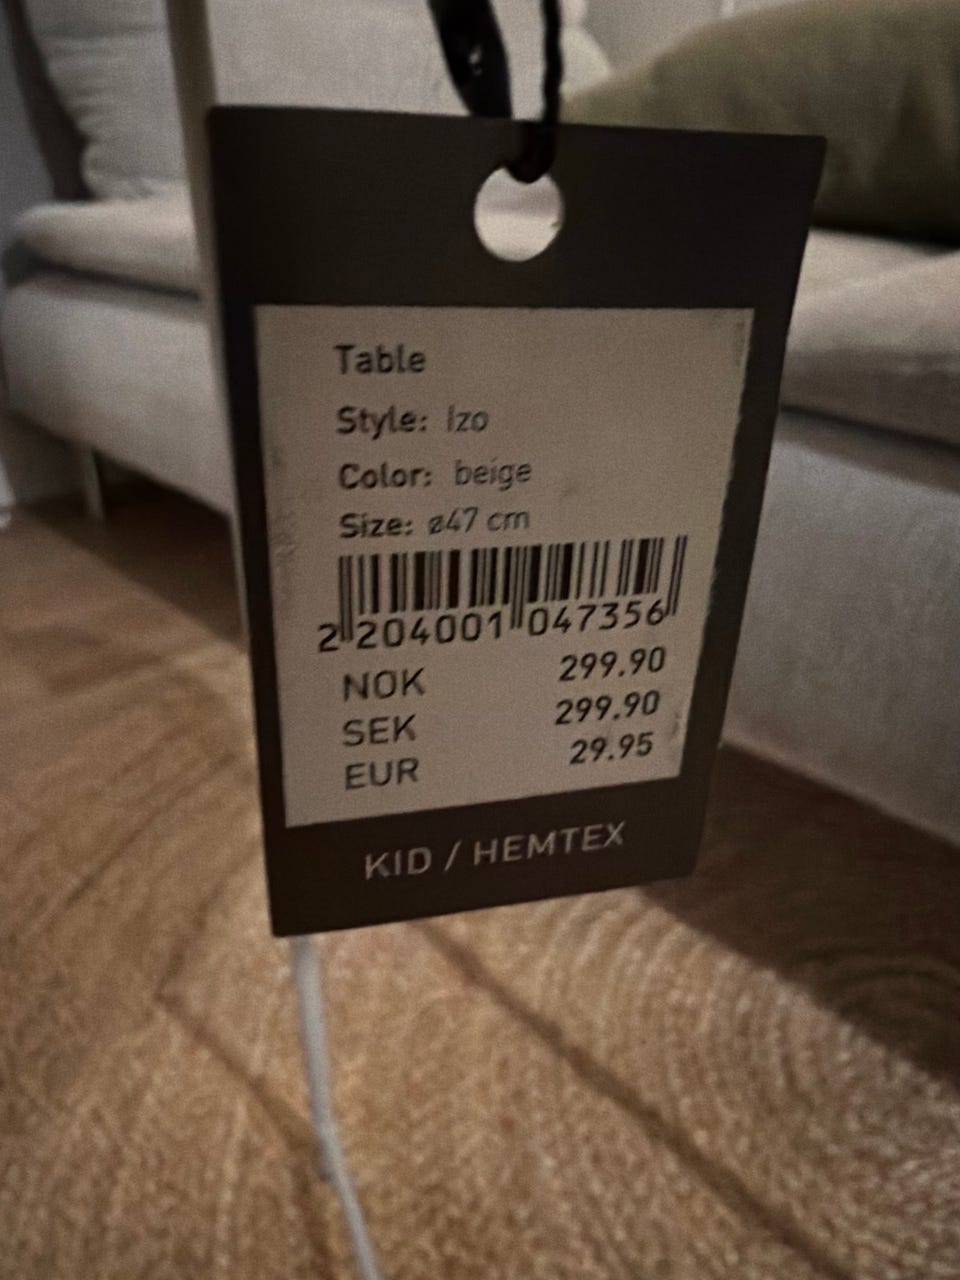 Table
Style: Izo
Color: beige
Size: ø47 cm
2 204001 047356
NOK 299.90
SEK 299.90
EUR 29.95
KID / HEMTEX